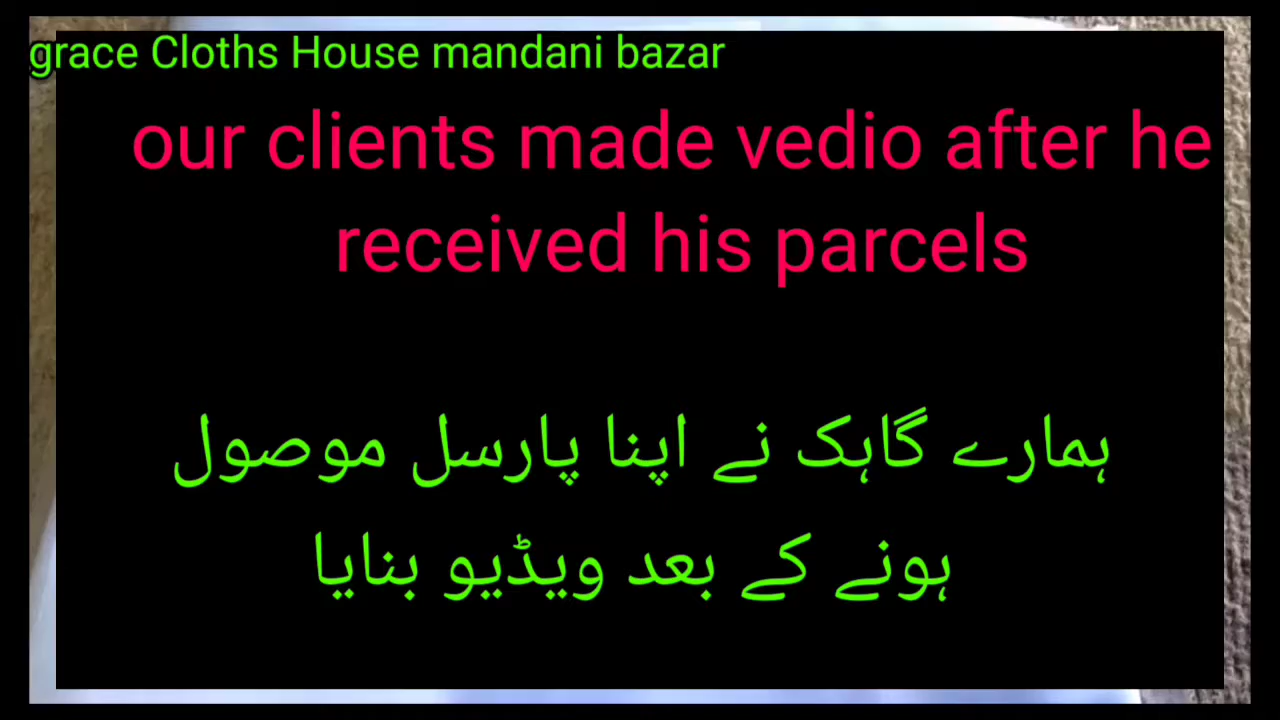 grace Cloths House mandani bazar
our clients made vedio after he
received his parcels
ہمارے گاہک نے اپنا پارسل موصول
ہونے کے بعد ویڈیو بنایا